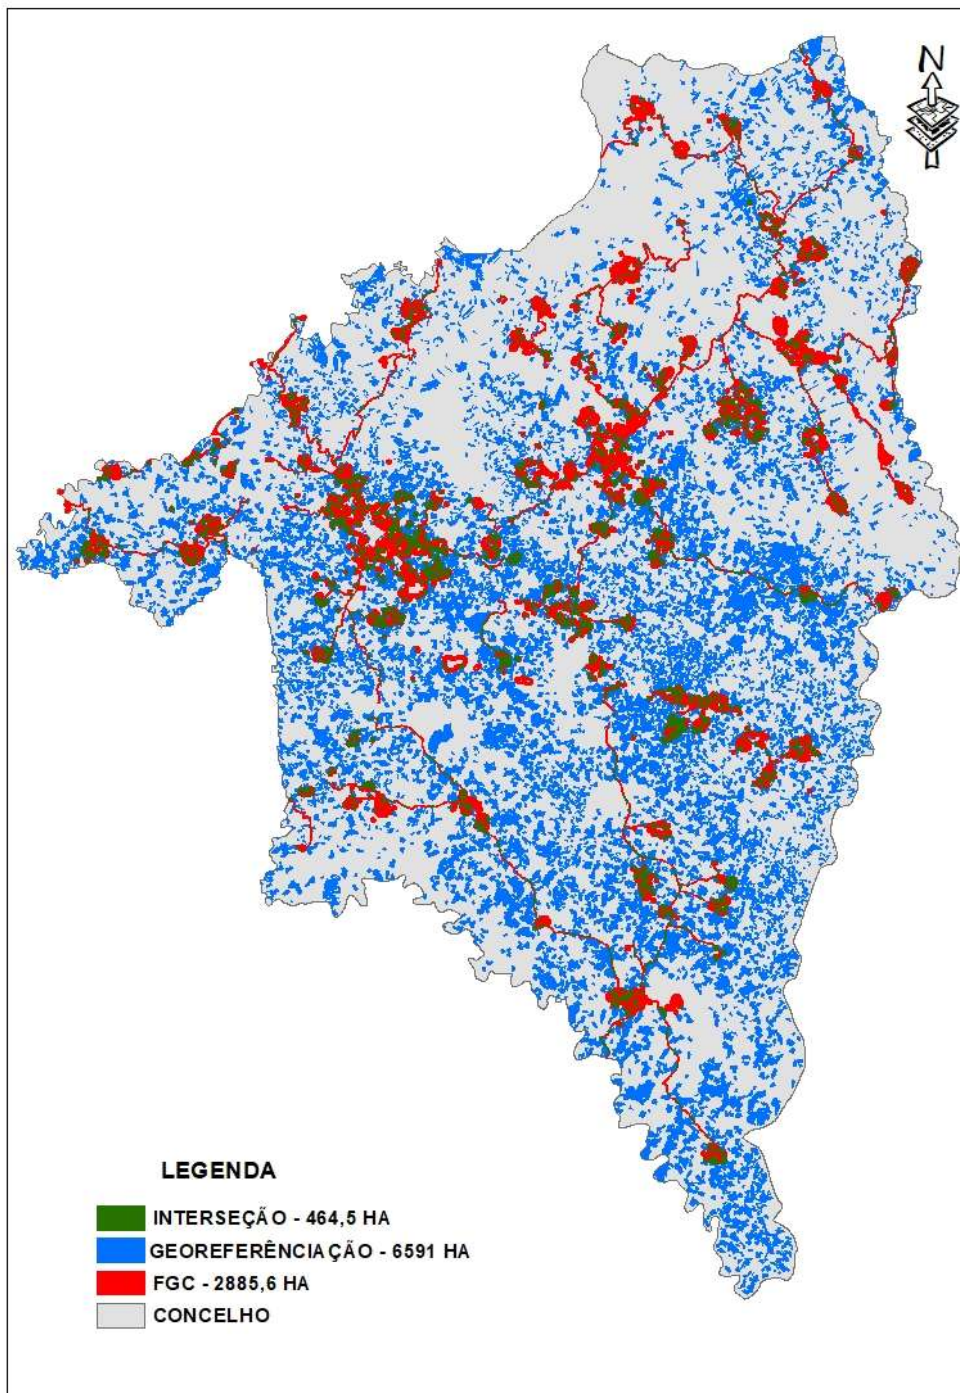 N
LEGENDA
INTERSEÇÃO - 464,5 HA
GEOREFERÊNCIAÇÃO - 6591 HA
FGC - 2885,6 HA
CONCELHO